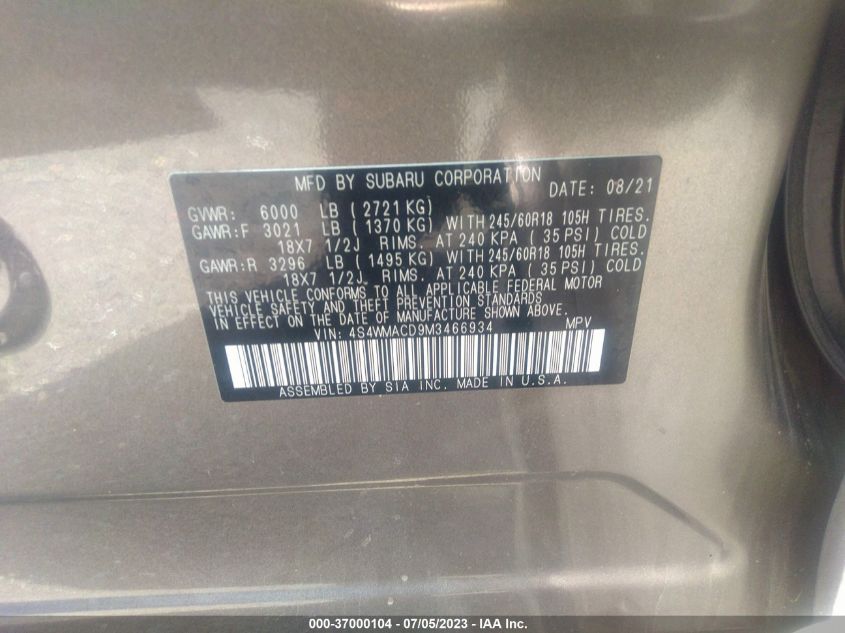 MFD BY SUBARU CORPORATION DATE: 08/21
GVWR: 6000 LB (2721 KG)
GAWR:F 3021 LB (1370 KG) WITH 245/60R18 105H TIRES.
18X7 1/2J RIMS. AT 240 KPA (35 PSI) COLD
GAWR:R 3296 LB (1495 KG) WITH 245/60R18 105H TIRES.
18X7 1/2J RIMS. AT 240 KPA (35 PSI) COLD
THIS VEHICLE CONFORMS TO ALL APPLICABLE FEDERAL MOTOR
VEHICLE SAFETY AND THEFT PREVENTION STANDARDS
IN EFFECT ON THE DATE OF MANUFACTURE SHOWN ABOVE.
VIN: 4S4WMACD9M3466934 MPV
ASSEMBLED BY SIA INC. MADE IN U.S.A.
000-37000104 - 07/05/2023 - IAA Inc.